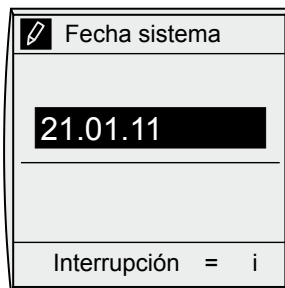 Fecha sistema
21.01.11
Interrupción = i